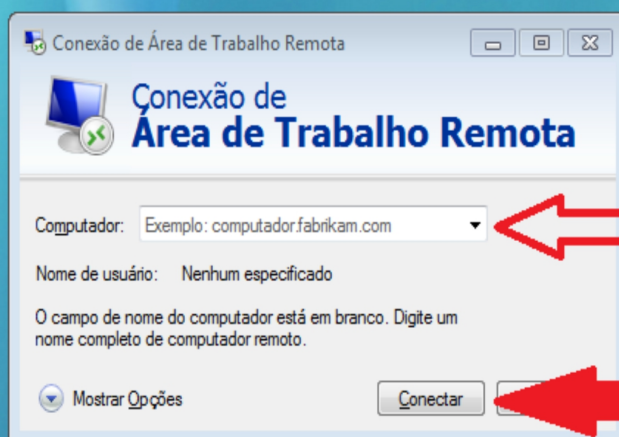 Conexão de Área de Trabalho Remota
Conexão de
Área de Trabalho Remota
Computador: Exemplo: computador.fabrikam.com
Nome de usuário: Nenhum especificado
O campo de nome do computador está em branco. Digite um
nome completo de computador remoto.
Mostrar Opções Conectar